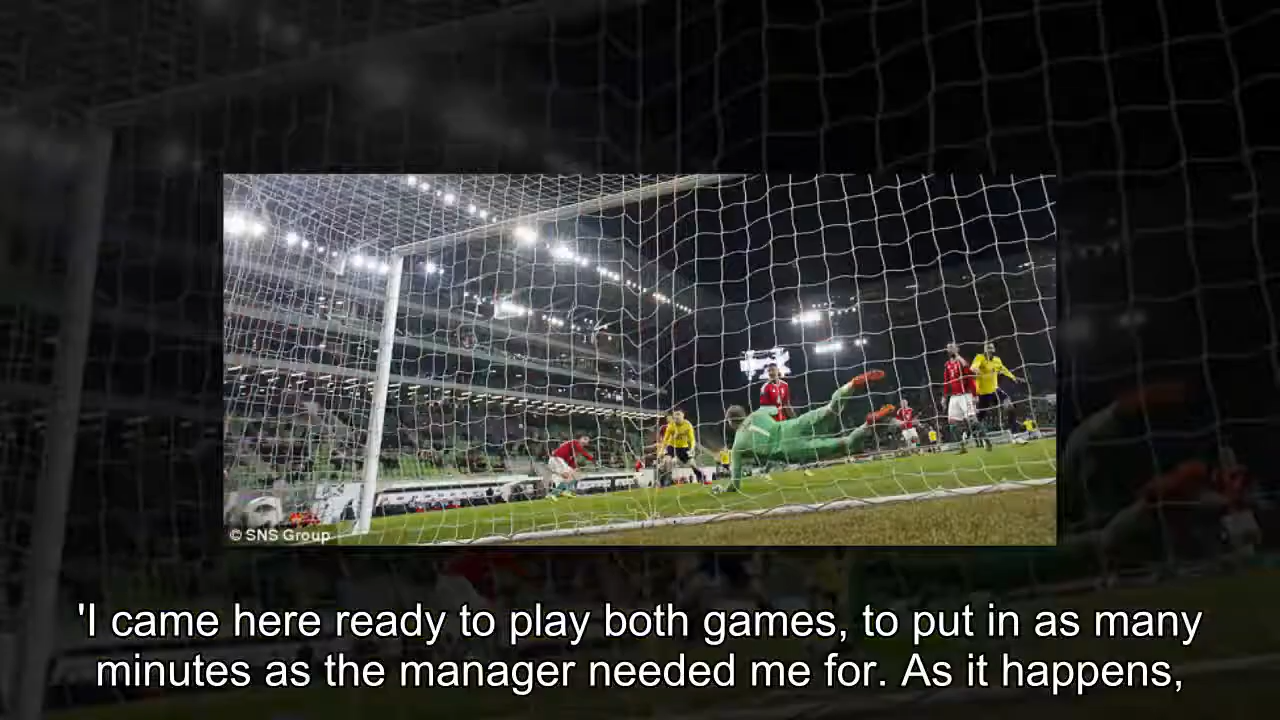 © SNS Group
'I came here ready to play both games, to put in as many
minutes as the manager needed me for. As it happens,